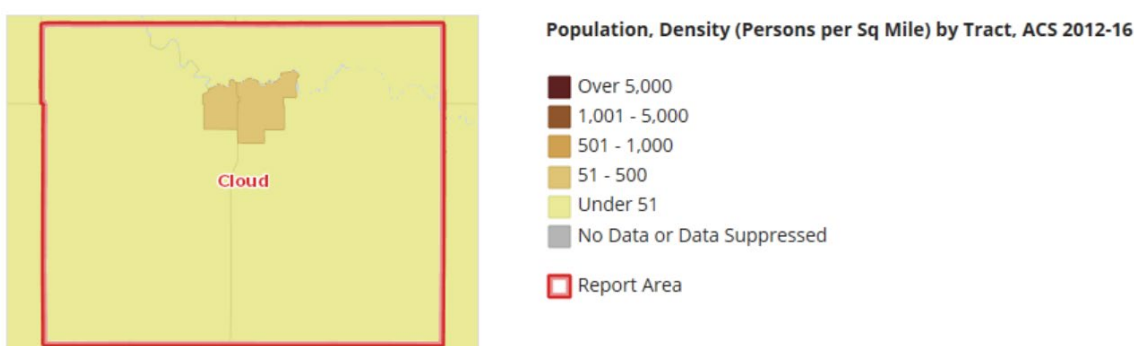 Population, Density (Persons per Sq Mile) by Tract, ACS 2012-16
Over 5,000
1,001 - 5,000
501 - 1,000
51 - 500
Under 51
No Data or Data Suppressed
Report Area
Cloud